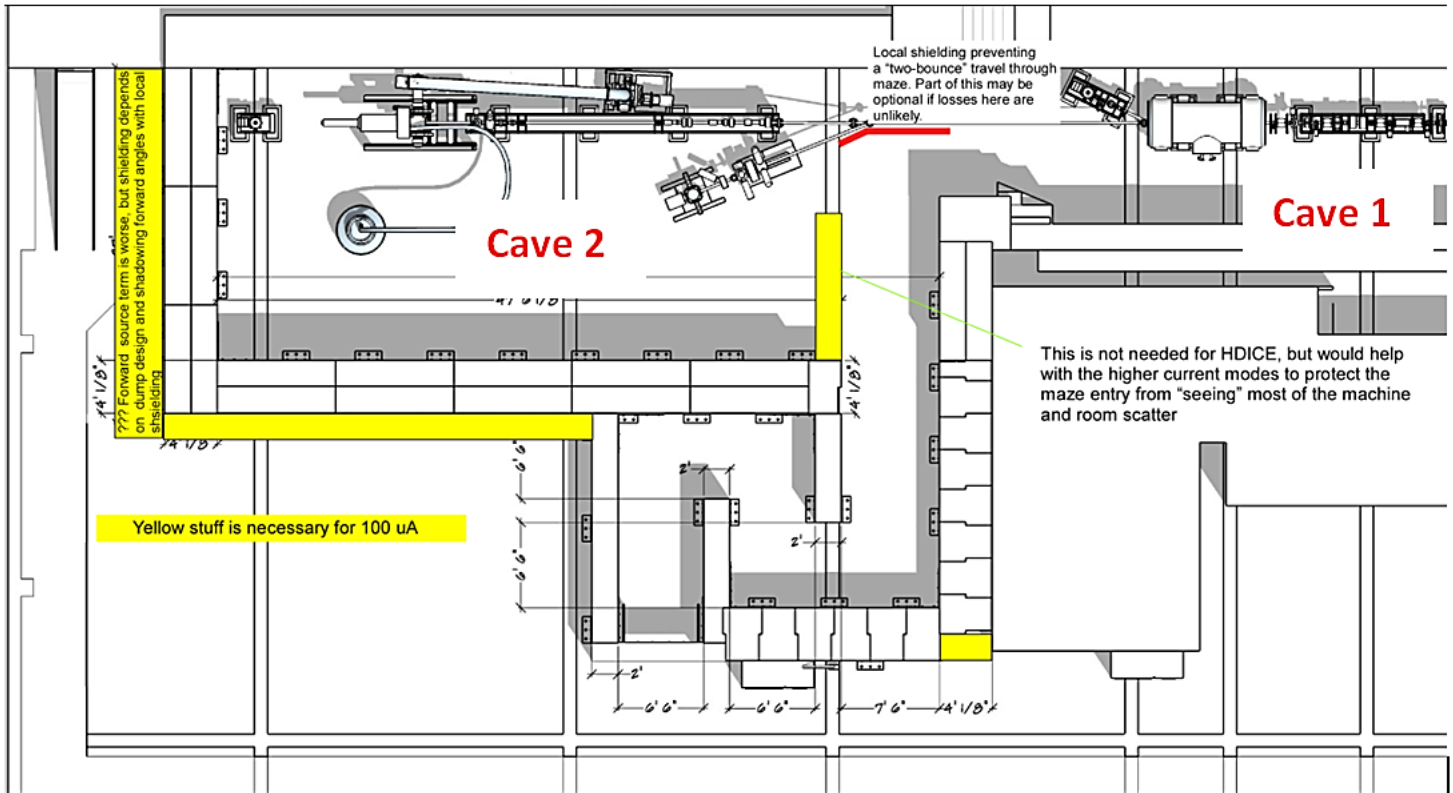 Local shielding preventing
a "two-bounce" travel through
maze. Part of this may be
optional if losses here are
unlikely.
Cave 1
Cave 2
??? Forward source term is worse, but shielding depends
on dump design and shadowing forward angles with local
shsielding
This is not needed for HDICE, but would help
with the higher current modes to protect the
maze entry from “seeing” most of the machine
and room scatter
4' 1/8"
4' 1/8"
4' 1/8"
Yellow stuff is necessary for 100 uA
6' 6"
2'
6' 6"
2'
2'
6' 6"
6' 6"
7' 6"
4' 1/8"